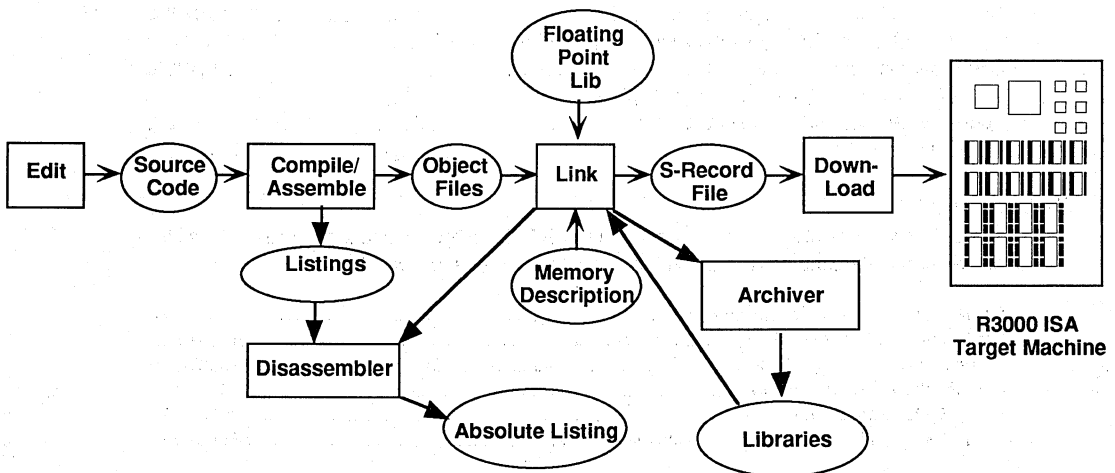 Floating
Point
Lib
Edit
Source
Code
Compile/
Assemble
Object
Files
Link
S-Record
File
Down-
Load
Listings
Memory
Description
Archiver
R3000 ISA
Target Machine
Disassembler
Absolute Listing
Libraries